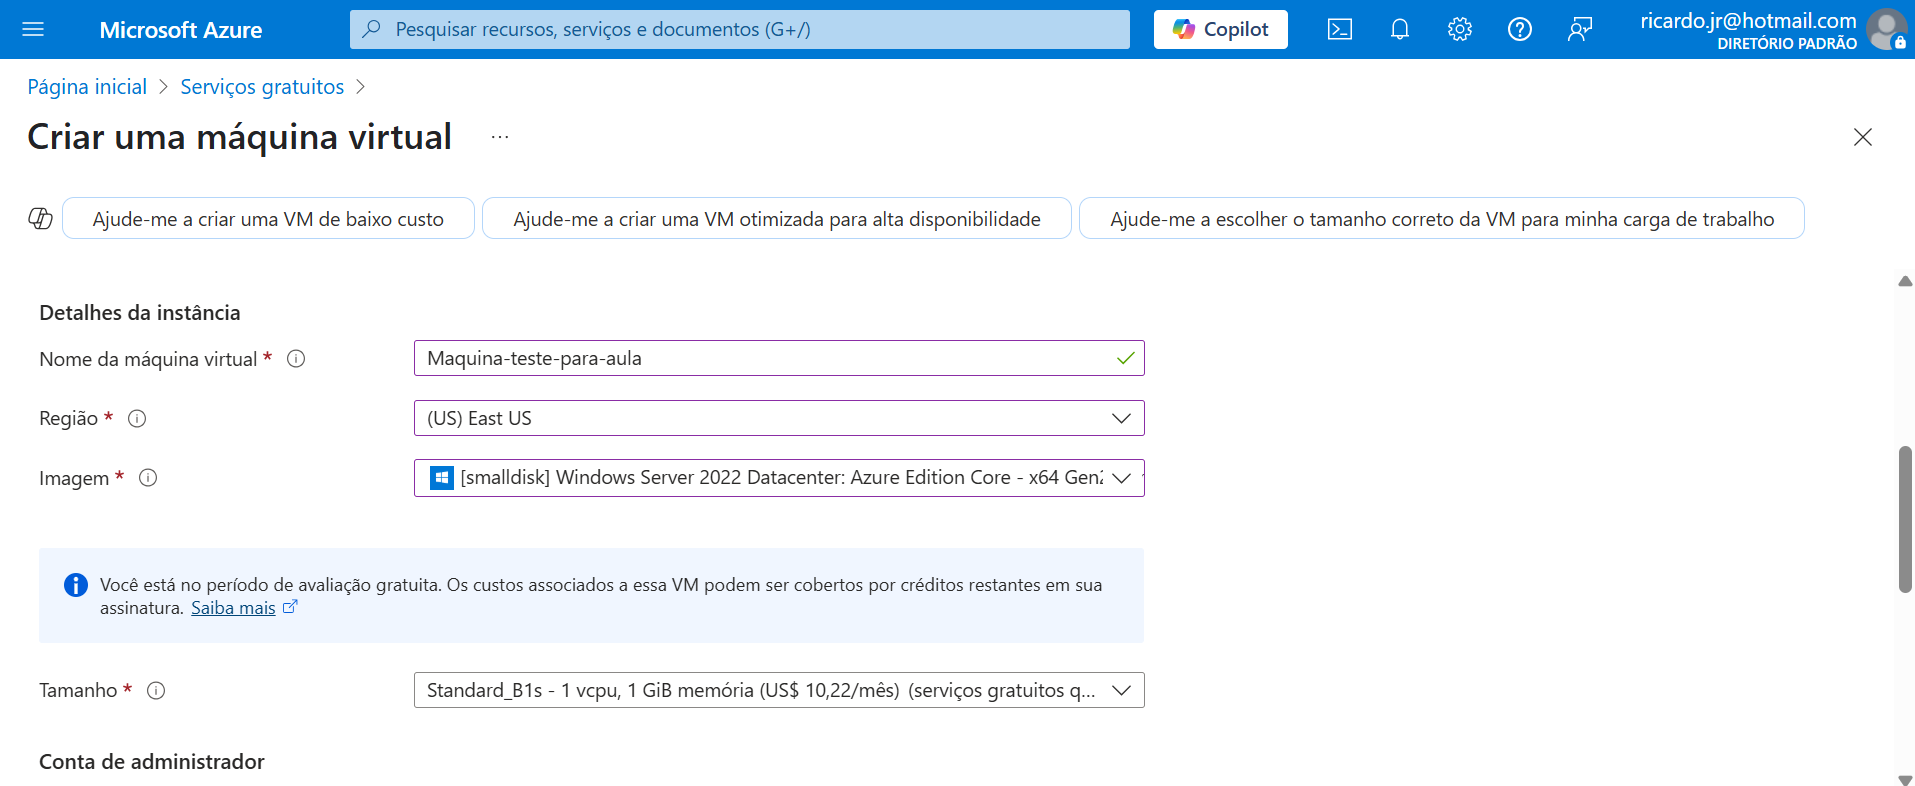 Microsoft Azure
Pesquisar recursos, serviços e documentos (G+/)
Copilot
ricardo.jr@hotmail.com
DIRETÓRIO PADRÃO
Página inicial > Serviços gratuitos >
Criar uma máquina virtual ...
Ajude-me a criar uma VM de baixo custo
Ajude-me a criar uma VM otimizada para alta disponibilidade
Ajude-me a escolher o tamanho correto da VM para minha carga de trabalho
Detalhes da instância
Nome da máquina virtual *
Maquina-teste-para-aula
Região *
(US) East US
Imagem *
[smalldisk] Windows Server 2022 Datacenter: Azure Edition Core - x64 Gen2
Você está no período de avaliação gratuita. Os custos associados a essa VM podem ser cobertos por créditos restantes em sua
assinatura. Saiba mais
Tamanho *
Standard_B1s - 1 vcpu, 1 GiB memória (US$ 10,22/mês) (serviços gratuitos q...
Conta de administrador